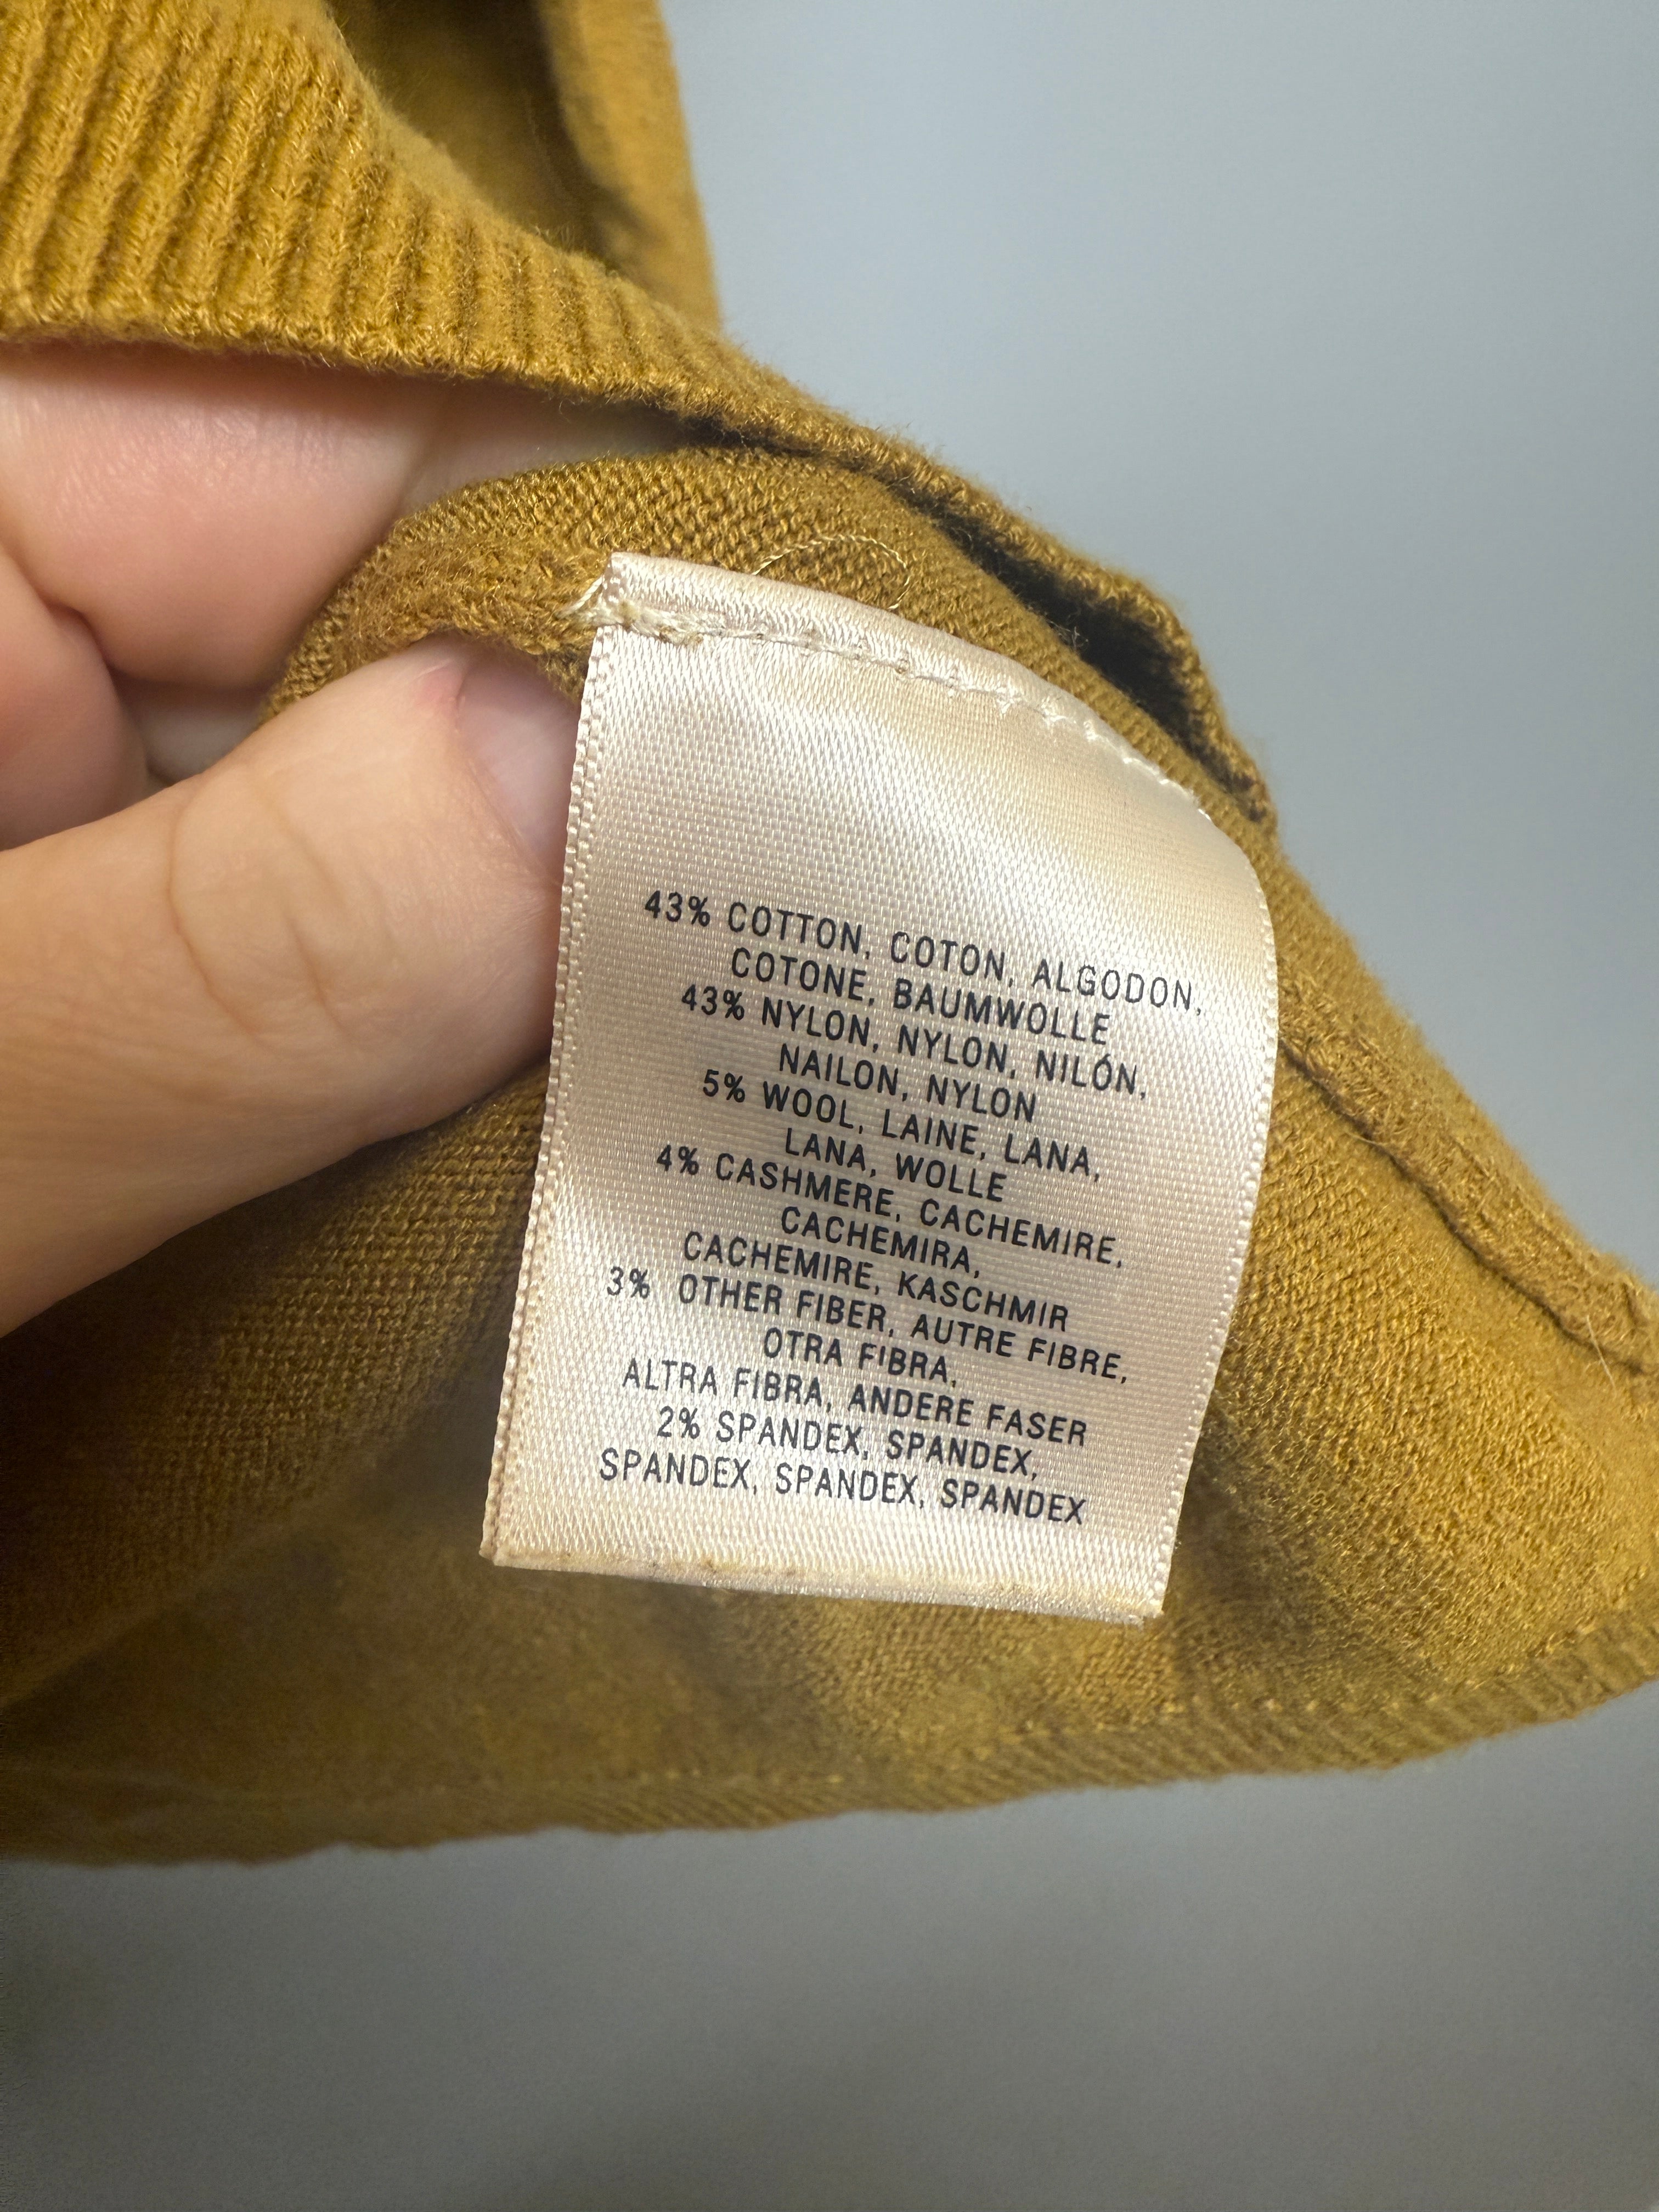 43% COTTON, COTON, ALGODON,
COTONE, BAUMWOLLE
43% NYLON, NYLON, NILÓN,
NAILON, NYLON
5% WOOL, LAINE, LANA,
LANA, WOLLE
4% CASHMERE, CACHEMIRE,
CACHEMIRA,
CACHEMIRE, KASCHMIR
3% OTHER FIBER, AUTRE FIBRE,
OTRA FIBRA,
ALTRA FIBRA, ANDERE FASER
2% SPANDEX, SPANDEX,
SPANDEX, SPANDEX, SPANDEX